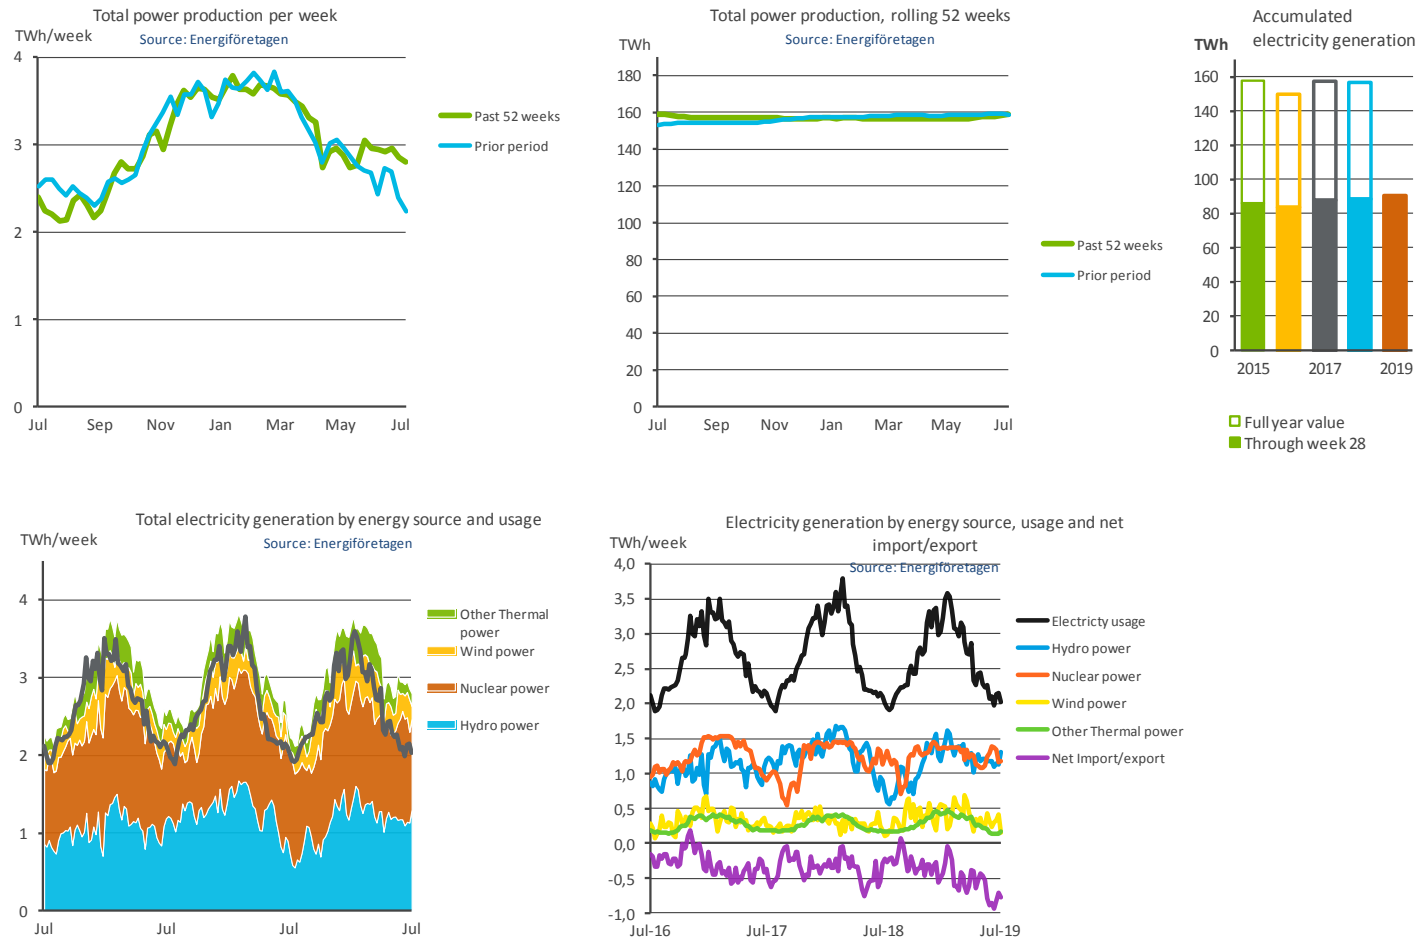 Total power production per week
TWh/week
Source: Energiföretagen
4
3
2
1
0
Jul Sep Nov Jan Mar May Jul
Past 52 weeks
Prior period
Total power production, rolling 52 weeks
TWh
Source: Energiföretagen
180
160
140
120
100
80
60
40
20
0
Jul Sep Nov Jan Mar May Jul
Past 52 weeks
Prior period
Accumulated
electricity generation
TWh
160
140
120
100
80
60
40
20
0
2015 2017 2019
Full year value
Through week 28
Total electricity generation by energy source and usage
TWh/week
Source: Energiföretagen
4
3
2
1
0
Jul Jul Jul Jul
Other Thermal
power
Wind power
Nuclear power
Hydro power
Electricity generation by energy source, usage and net
import/export
TWh/week
Source: Energiföretagen
4,0
3,5
3,0
2,5
2,0
1,5
1,0
0,5
0,0
-0,5
-1,0
Jul-16 Jul-17 Jul-18 Jul-19
Electricty usage
Hydro power
Nuclear power
Wind power
Other Thermal power
Net Import/export